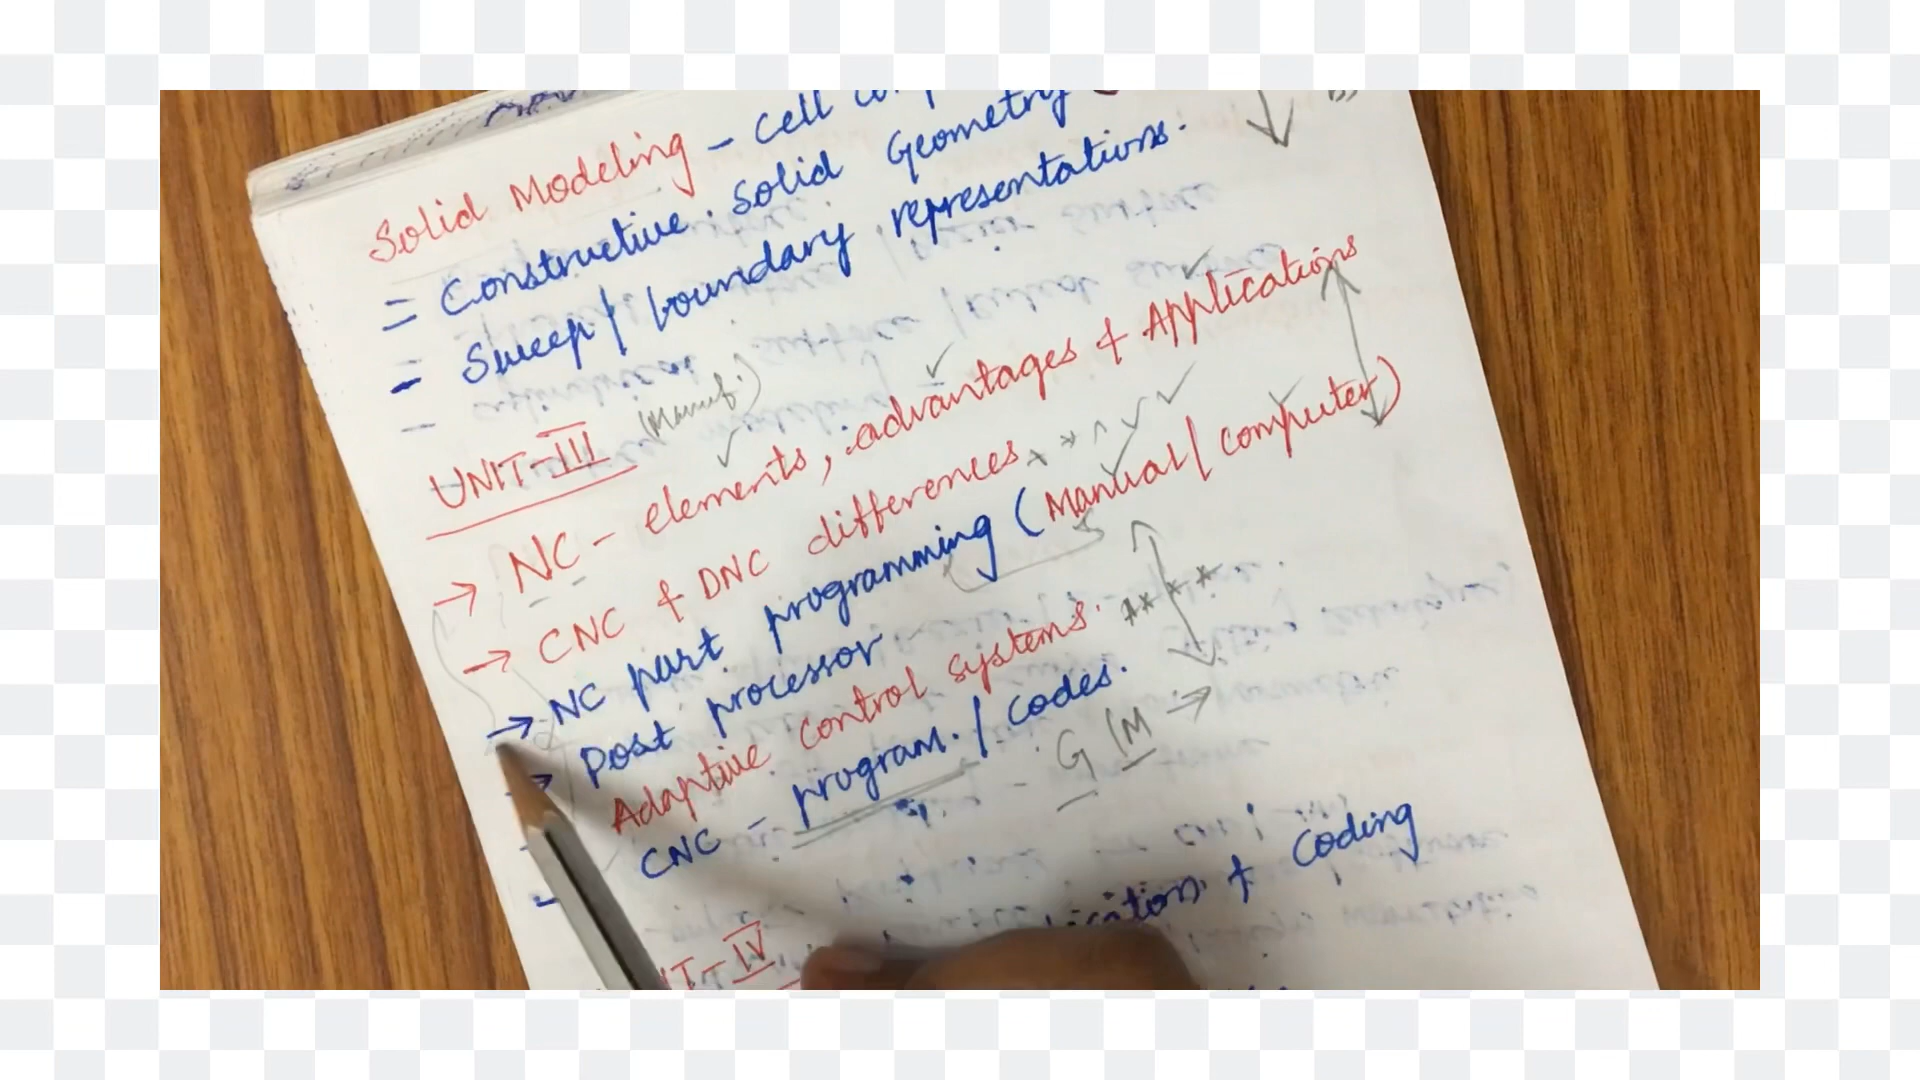 Solid Modeling - Cell
= Constructive Solid Geometry
- Sweep / boundary representations.
UNIT-III (Manuf.)
→ NC - elements, advantages & Applications
→ CNC & DNC differences
→ NC part programming (Manual / computer)
→ Post processor
Adaptive Control systems. ****
CNC - program. / Codes. - G / M →
& Coding